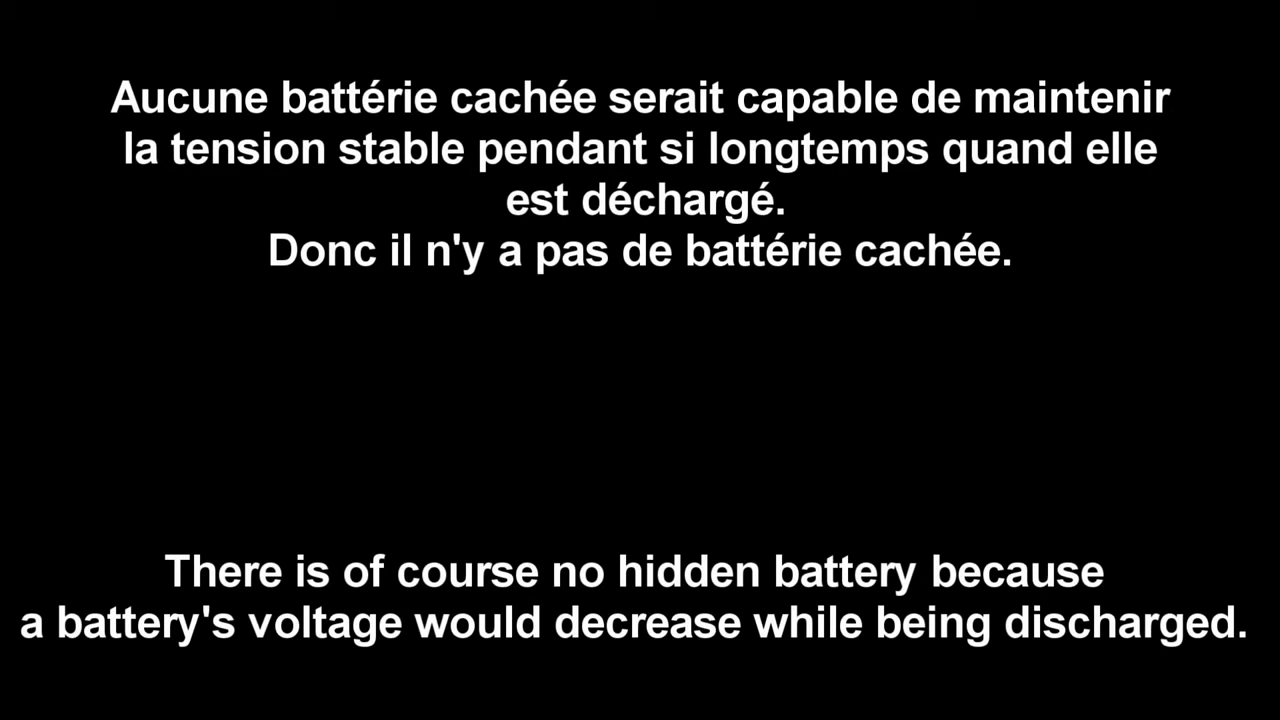 Aucune battérie cachée serait capable de maintenir
la tension stable pendant si longtemps quand elle
est déchargé.
Donc il n'y a pas de battérie cachée.
There is of course no hidden battery because
a battery's voltage would decrease while being discharged.